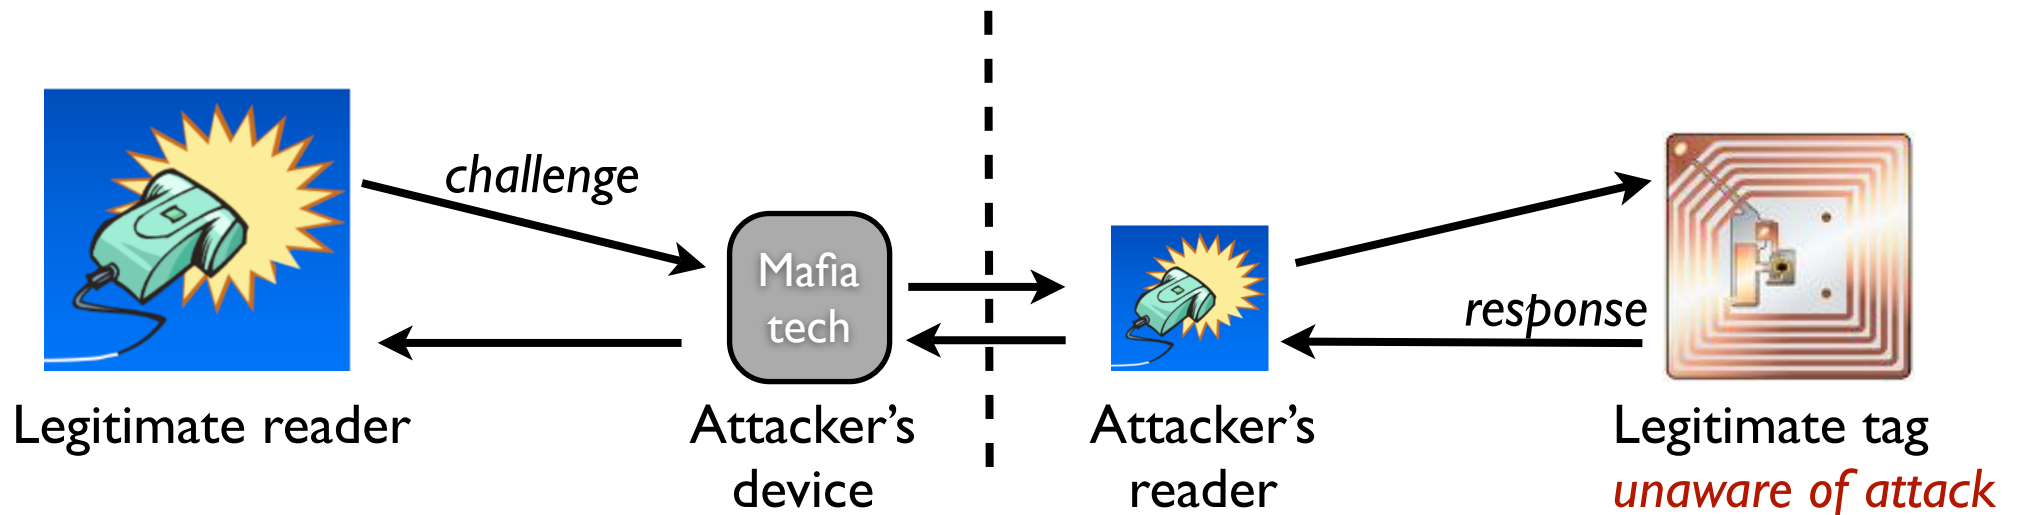 challenge
Mafia
tech
response
Legitimate reader
Attacker’s
device
Attacker’s
reader
Legitimate tag
unaware of attack